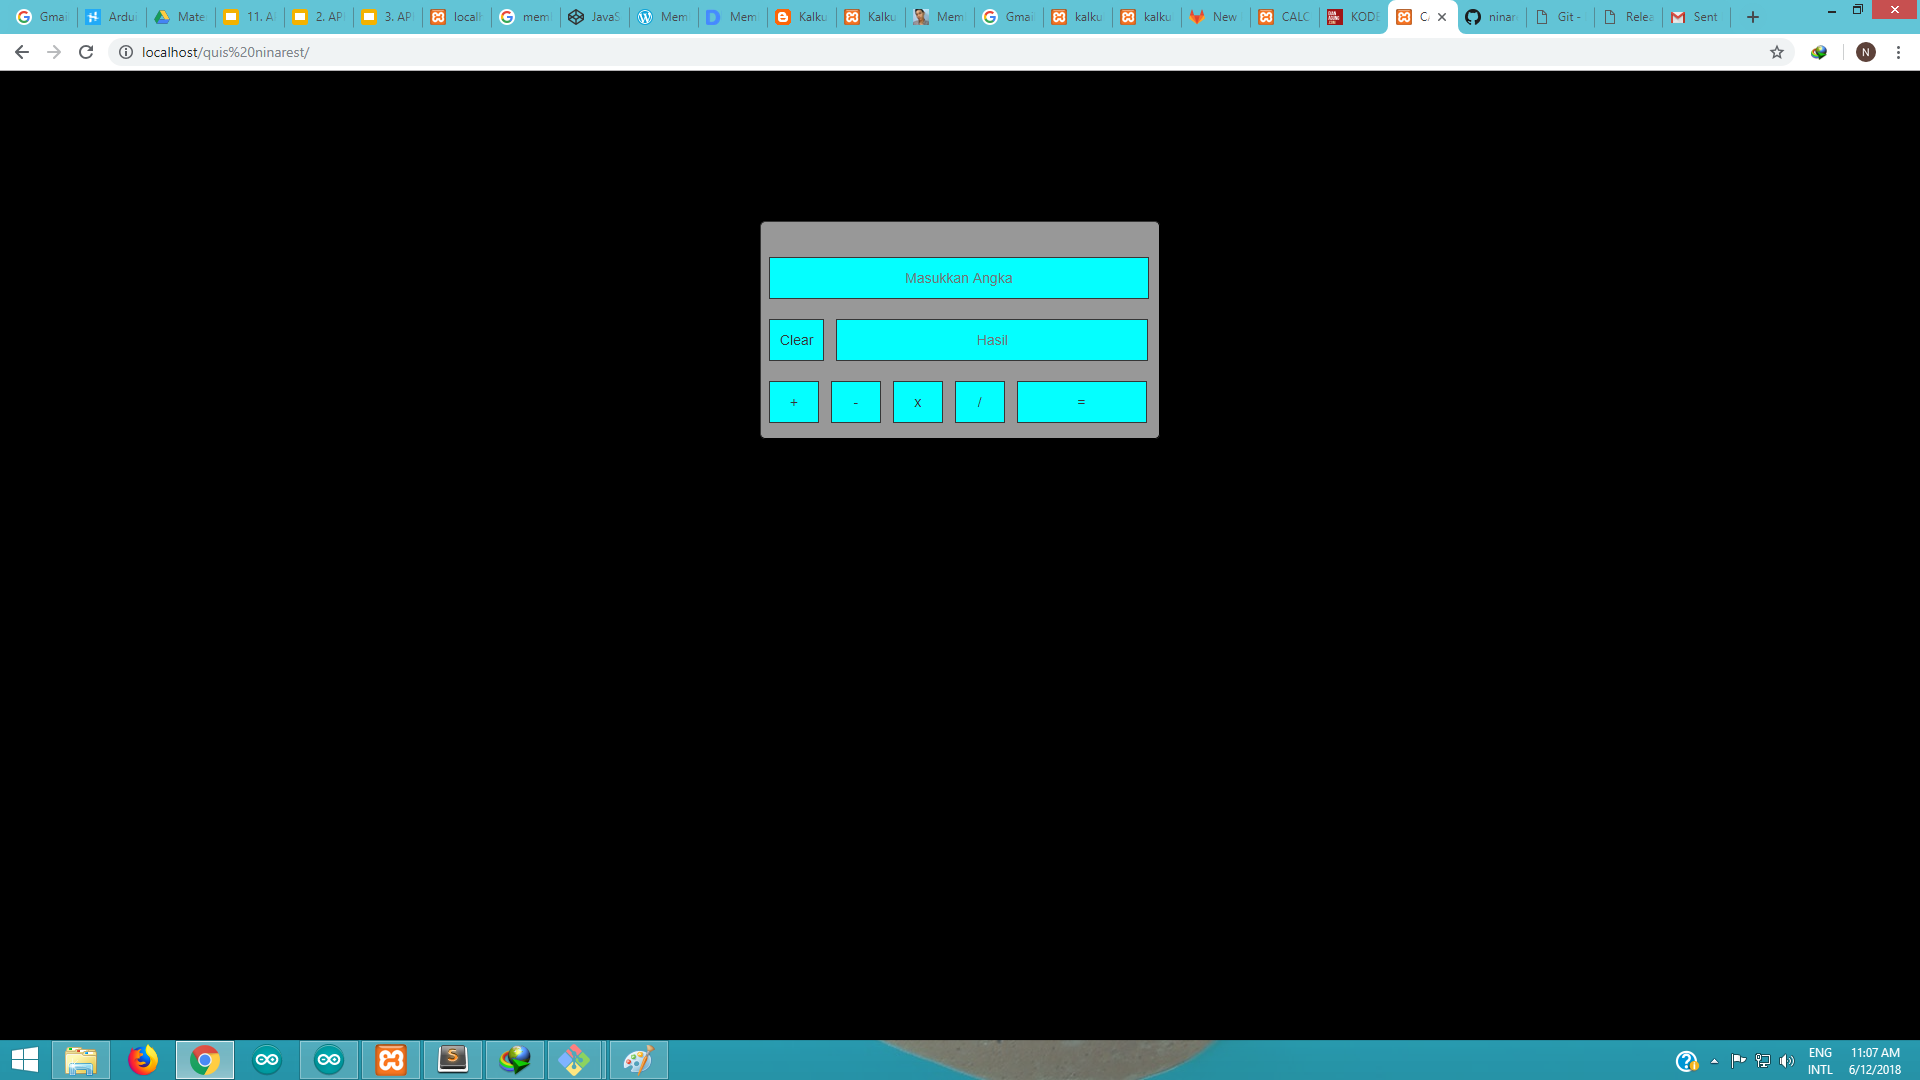 Gmai Ardui Mate 11. A 2. AP 3. AP local mem JavaS Mem Mem Kalku Kalku Mem Gmai kalku kalku New CALC KODE CA ninar Git - Relea Sent
localhost/quis%20ninarest/
N
Masukkan Angka
Clear Hasil
+ - x / =
ENG 11:07 AM
INTL 6/12/2018